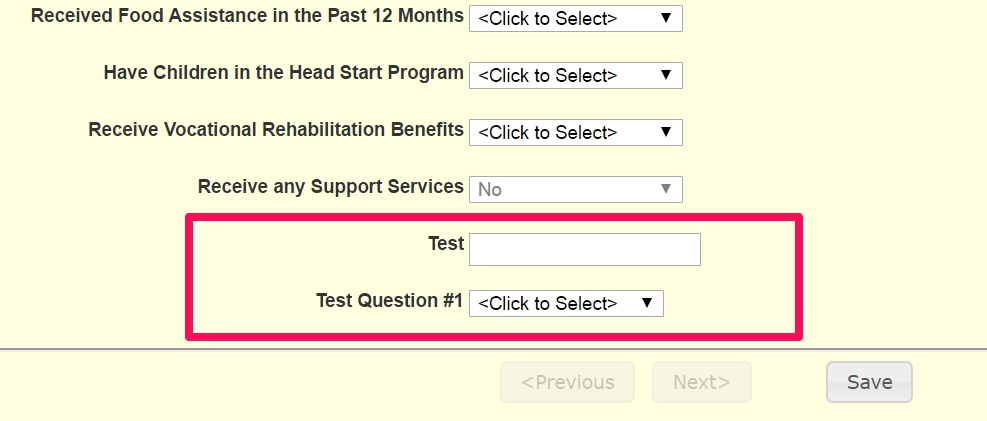 Received Food Assistance in the Past 12 Months <Click to Select>
Have Children in the Head Start Program <Click to Select>
Receive Vocational Rehabilitation Benefits <Click to Select>
Receive any Support Services No
Test
Test Question #1 <Click to Select>
<Previous Next> Save